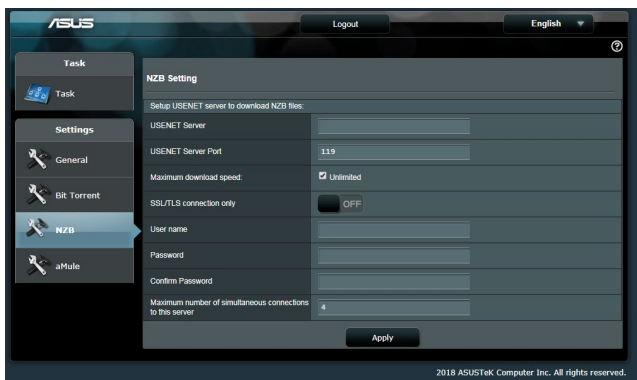 ASUS
Logout
English
?
Task
Task
Settings
General
Bit Torrent
NZB
aMule
NZB Setting
Setup USENET server to download NZB files:
USENET Server
USENET Server Port
119
Maximum download speed:
Unlimited
SSL/TLS connection only
OFF
User name
Password
Confirm Password
Maximum number of simultaneous connections
to this server
4
Apply
2018 ASUSTeK Computer Inc. All rights reserved.